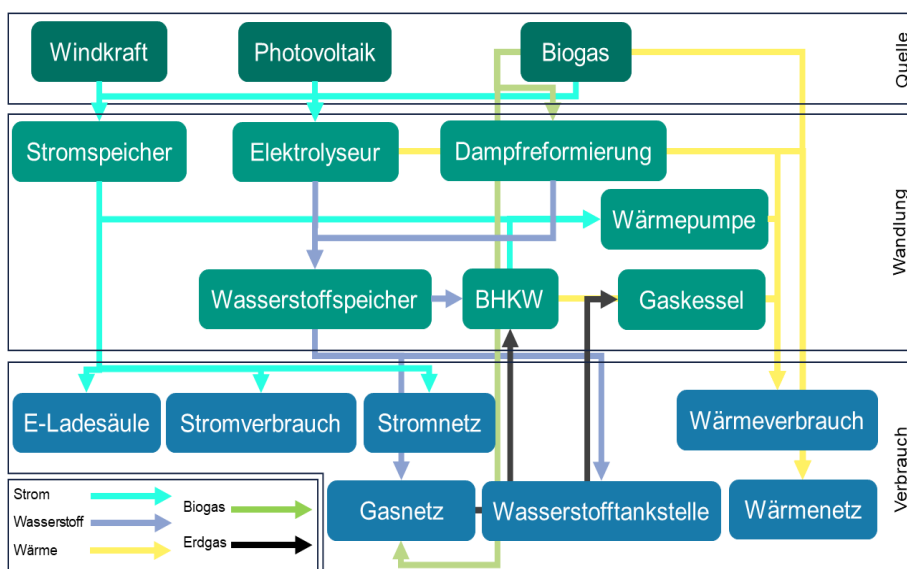 Windkraft
Photovoltaik
Biogas
Quelle
Stromspeicher
Elektrolyseur
Dampfreformierung
Wärmepumpe
Wandlung
Wasserstoffspeicher
BHKW
Gaskessel
E-Ladesäule
Stromverbrauch
Stromnetz
Wärmeverbrauch
Verbrauch
Gasnetz
Wasserstofftankstelle
Wärmenetz
Strom
Wasserstoff
Wärme
Biogas
Erdgas